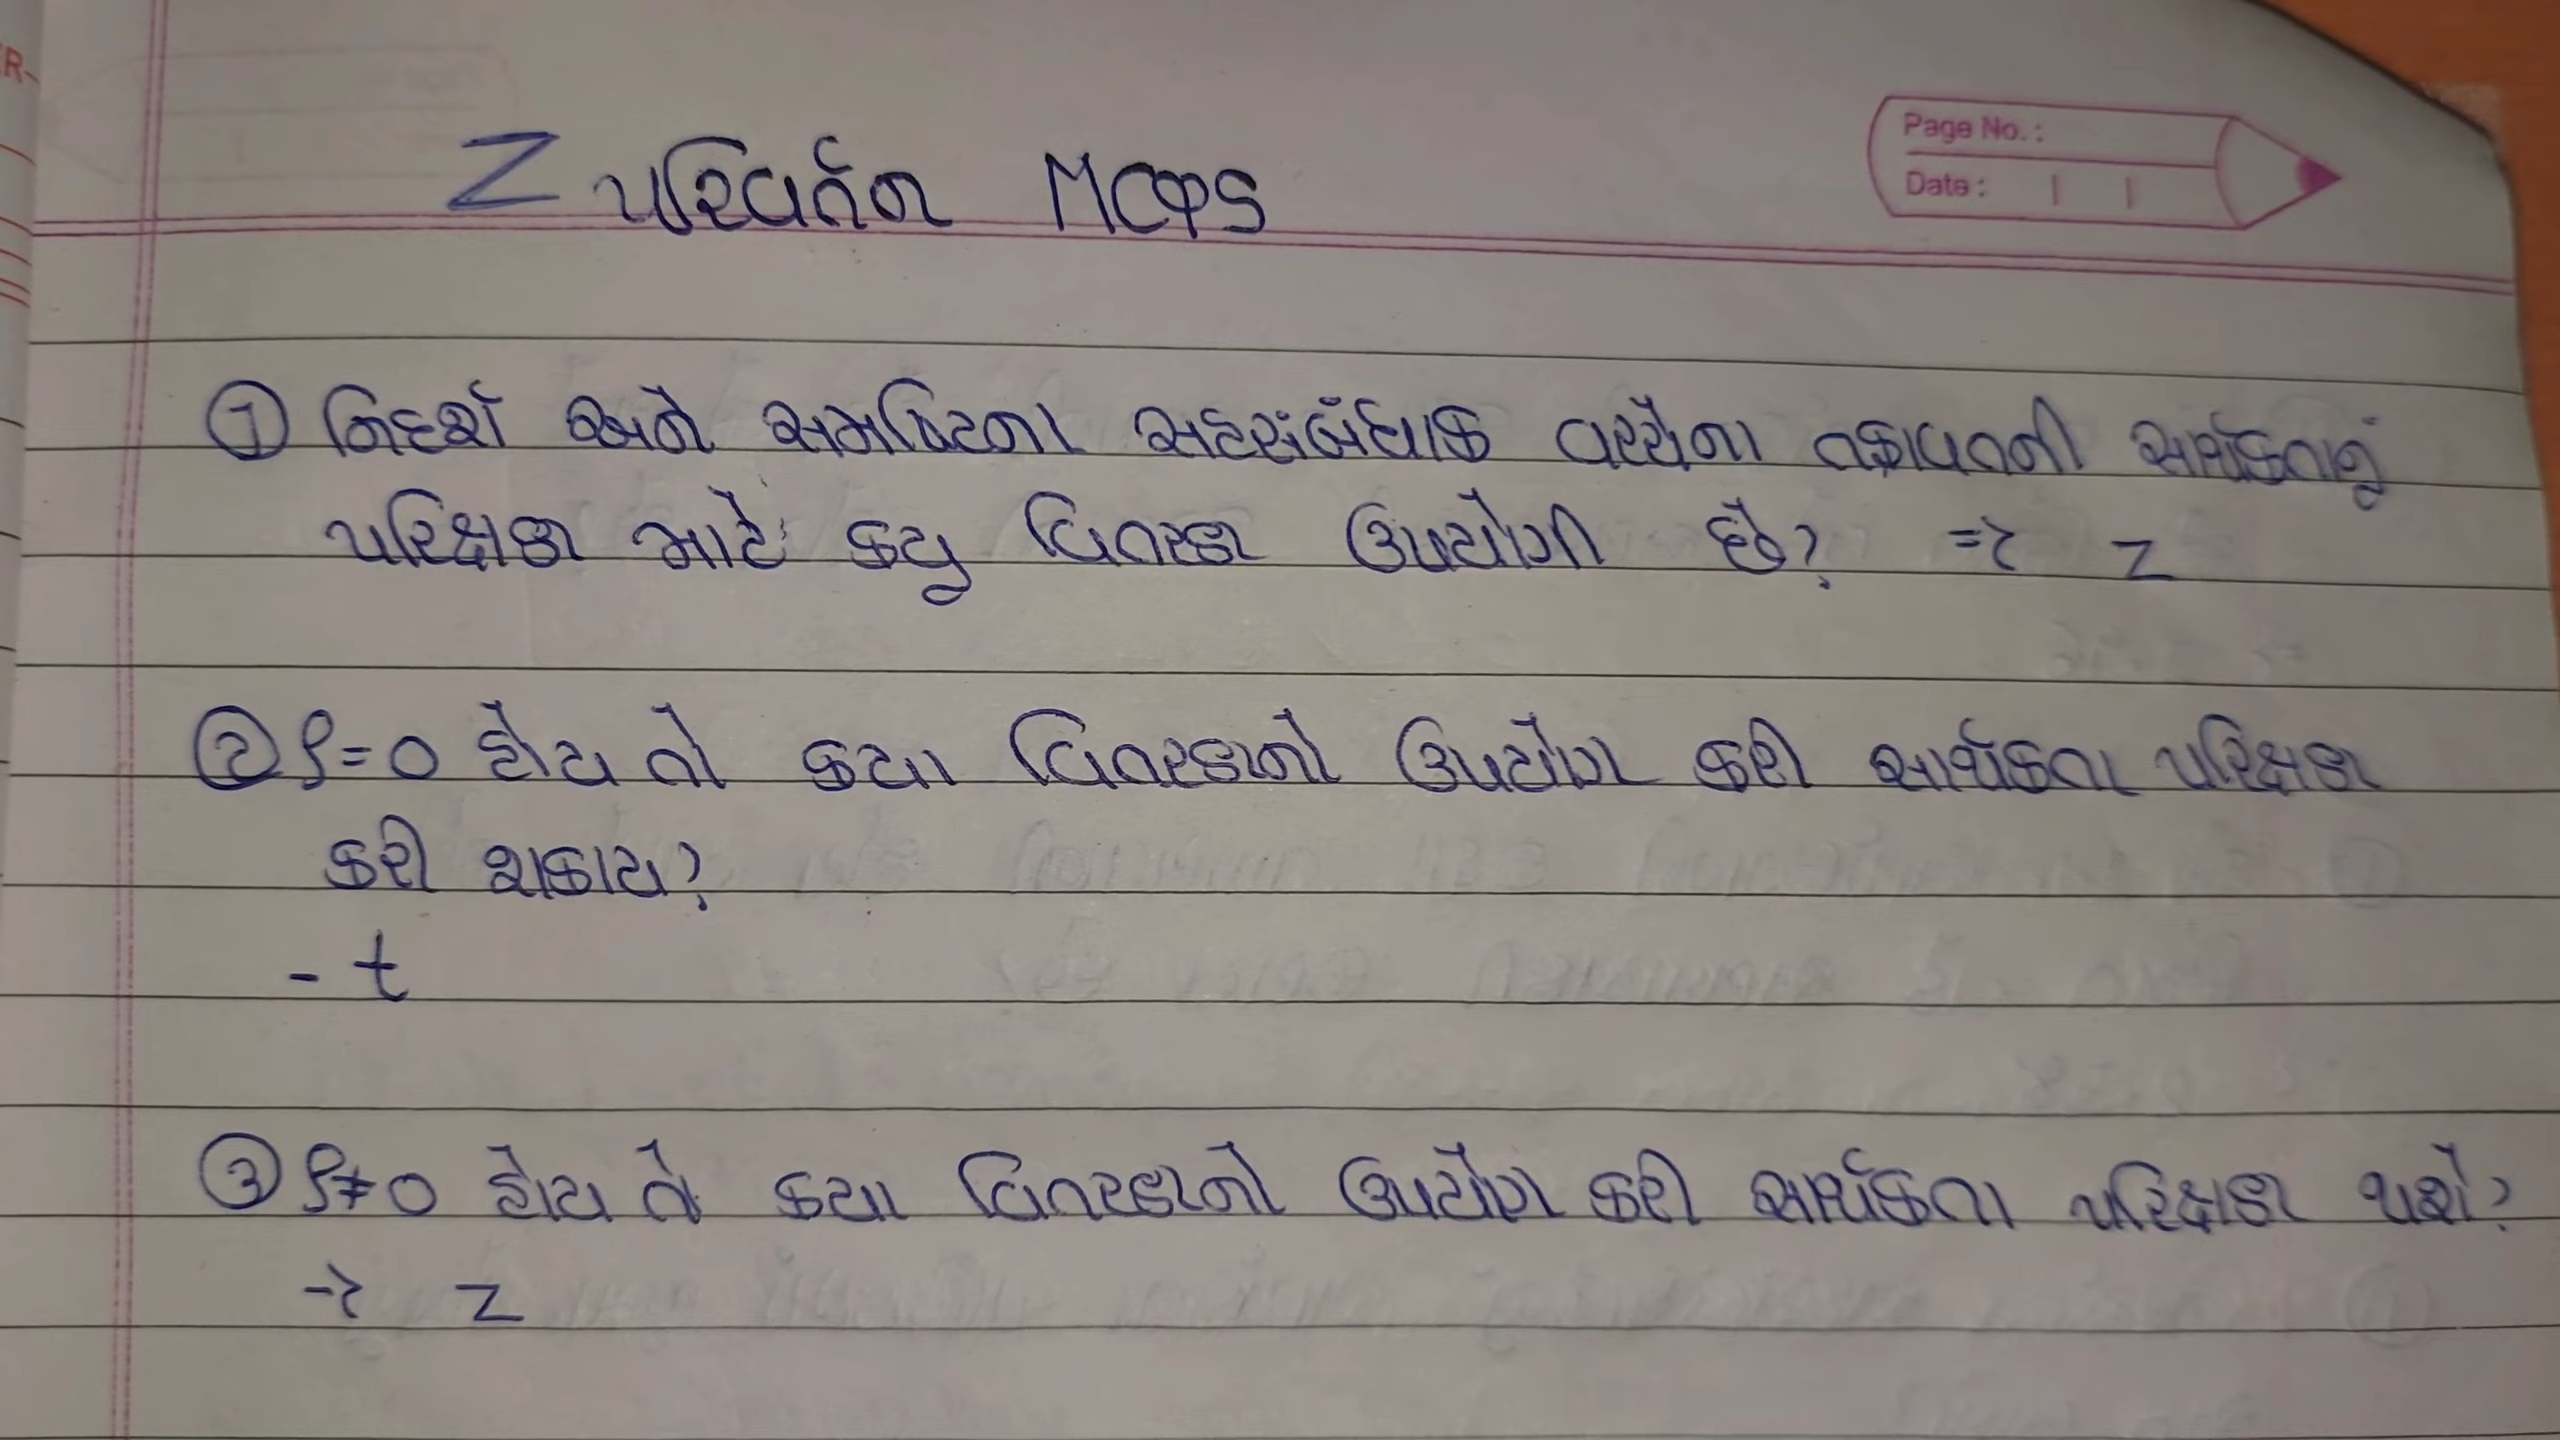 R-
Page No.:
Date:
Z પરિવર્તન MCQS
① નિદર્શ અને સમષ્ટિના સહસંબંધાંક વચ્ચેના તફાવતની સાર્થકતાનું
પરિક્ષણ માટે કયુ વિતરણ ઉપયોગી છે? => Z
② ρ=0 હોય તો કયા વિતરણનો ઉપયોગ કરી સાર્થકતા પરિક્ષણ
કરી શકાય?
- t
③ ρ≠0 હોય તો કયા વિતરણનો ઉપયોગ કરી સાર્થકતા પરિક્ષણ થશે?
-> Z